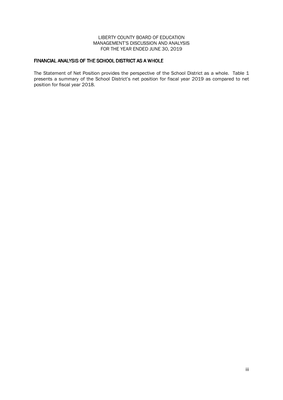 LIBERTY COUNTY BOARD OF EDUCATION
MANAGEMENT'S DISCUSSION AND ANALYSIS
FOR THE YEAR ENDED JUNE 30, 2019
FINANCIAL ANALYSIS OF THE SCHOOL DISTRICT AS A WHOLE
The Statement of Net Position provides the perspective of the School District as a whole. Table 1
presents a summary of the School District's net position for fiscal year 2019 as compared to net
position for fiscal year 2018.
iii